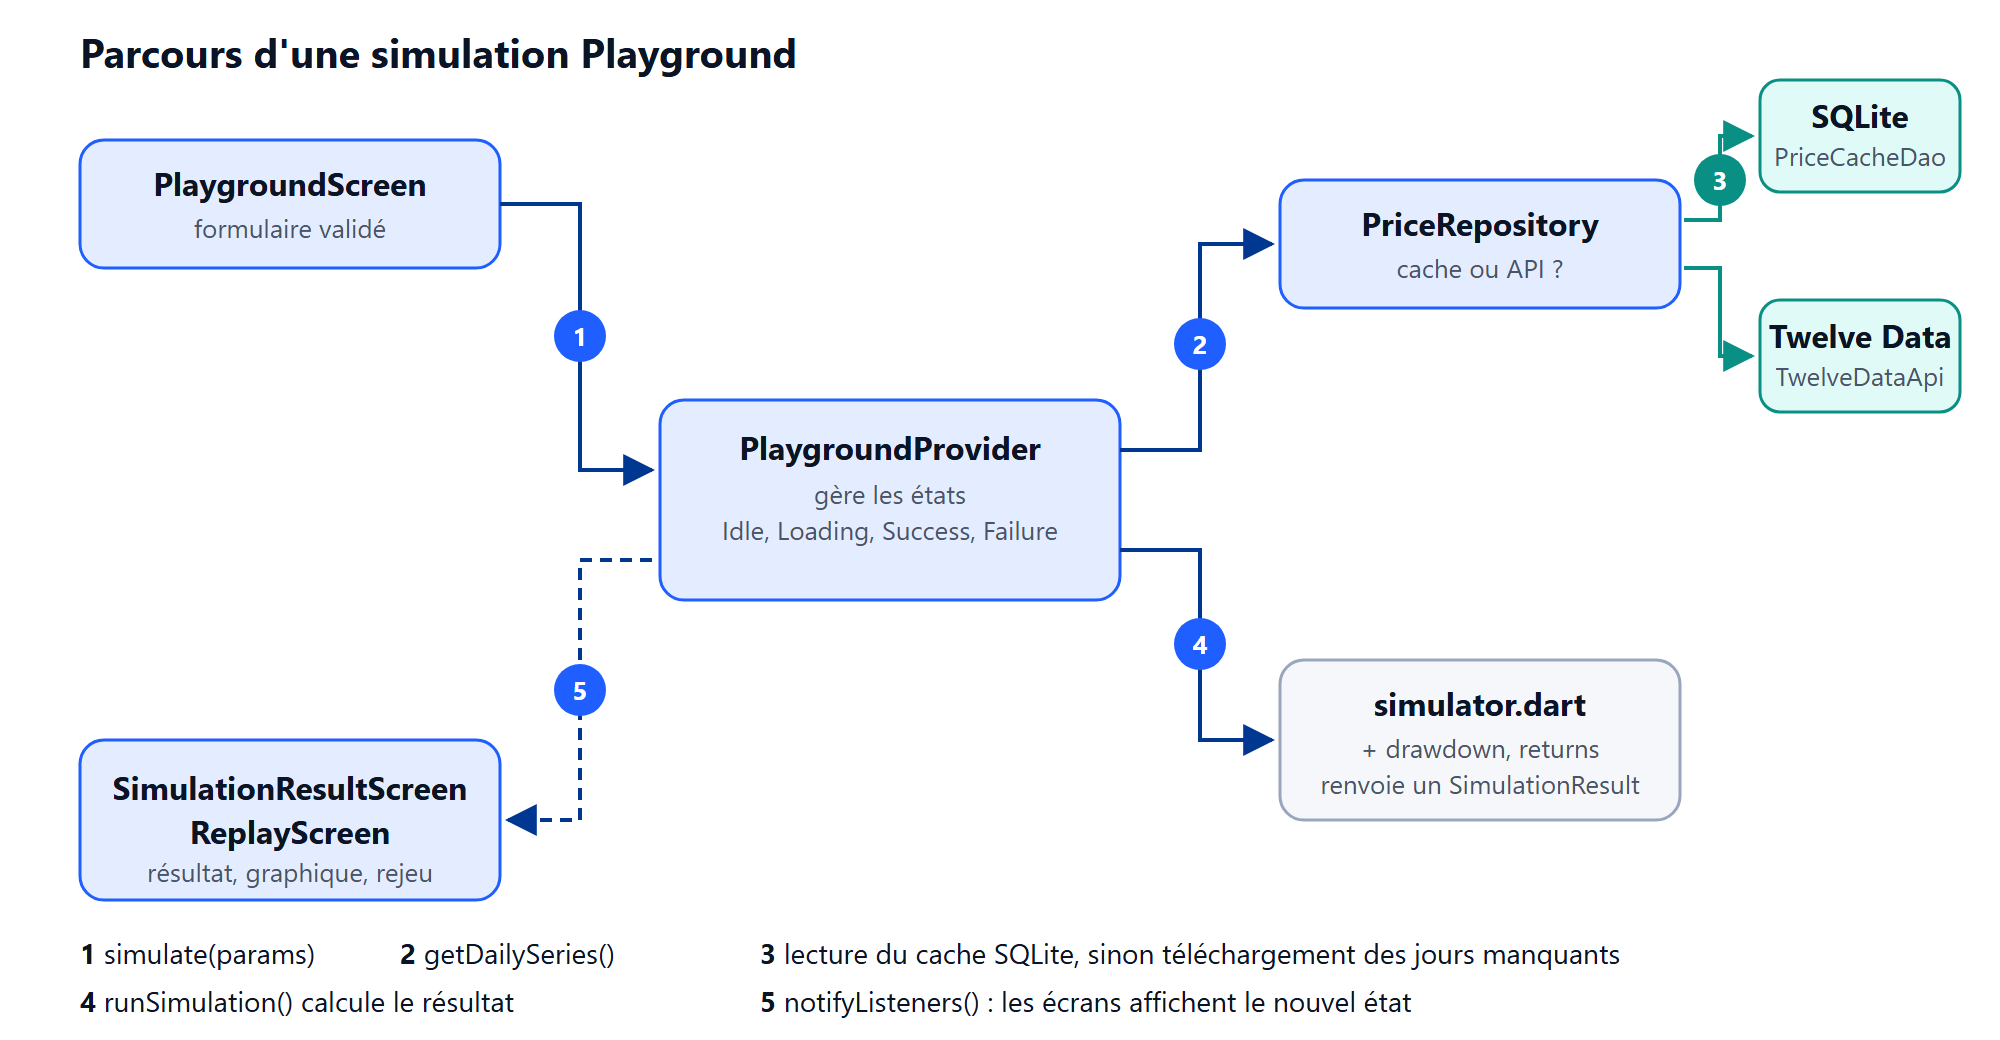 Parcours d'une simulation Playground
PlaygroundScreen
formulaire validé
1
PlaygroundProvider
gère les états
Idle, Loading, Success, Failure
2
PriceRepository
cache ou API ?
3
SQLite
PriceCacheDao
Twelve Data
TwelveDataApi
4
simulator.dart
+ drawdown, returns
renvoie un SimulationResult
5
SimulationResultScreen
ReplayScreen
résultat, graphique, rejeu
1 simulate(params)
2 getDailySeries()
3 lecture du cache SQLite, sinon téléchargement des jours manquants
4 runSimulation() calcule le résultat
5 notifyListeners() : les écrans affichent le nouvel état